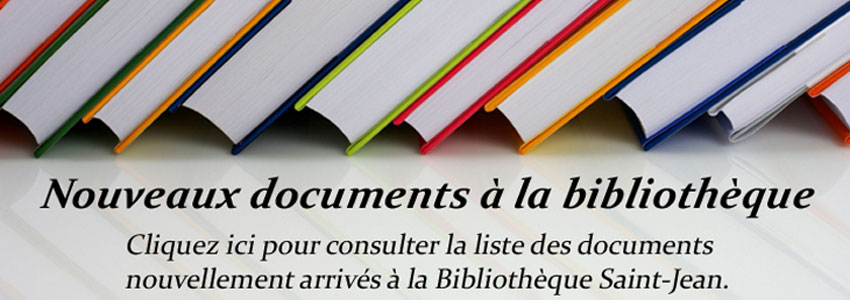 Nouveaux documents à la bibliothèque
Cliquez ici pour consulter la liste des documents
nouvellement arrivés à la Bibliothèque Saint-Jean.